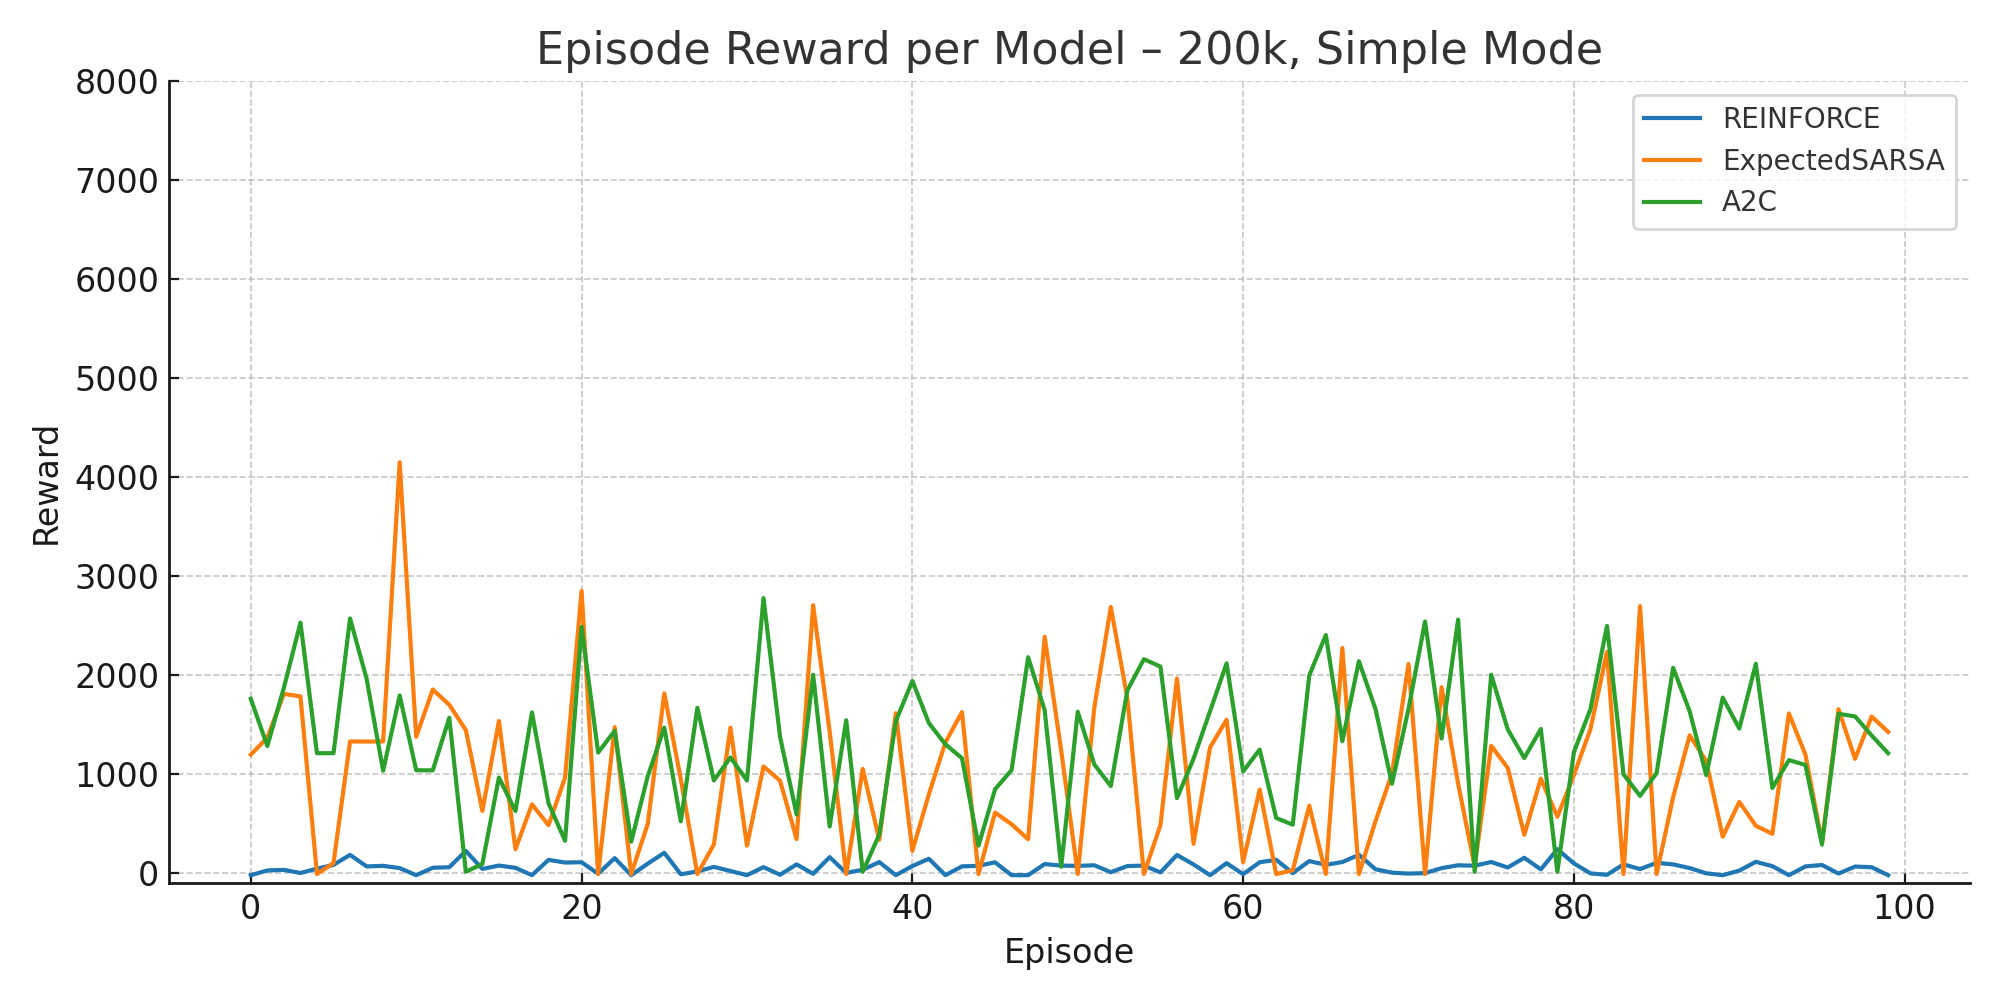 Episode Reward per Model – 200k, Simple Mode
REINFORCE
ExpectedSARSA
A2C
Reward
8000
7000
6000
5000
4000
3000
2000
1000
0
0 20 40 60 80 100
Episode